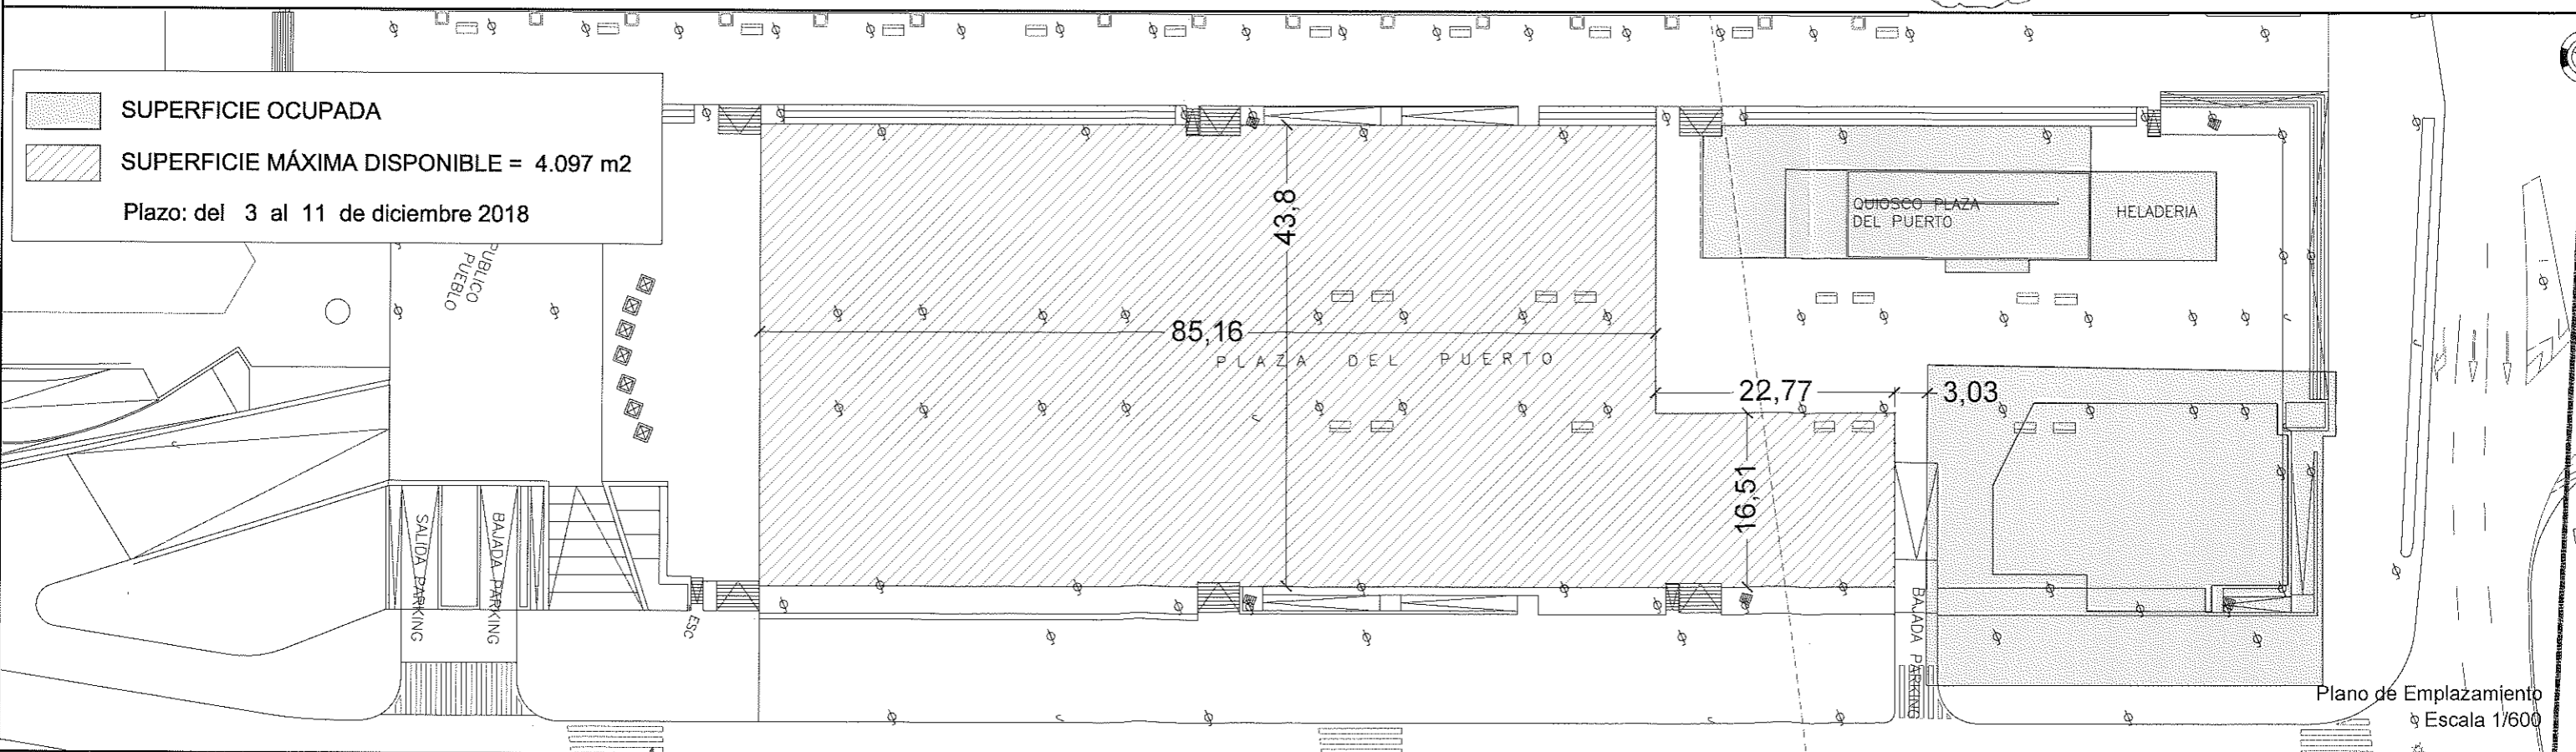 SUPERFICIE OCUPADA
SUPERFICIE MÁXIMA DISPONIBLE = 4.097 m2
Plazo: del 3 al 11 de diciembre 2018
PUBLICO
PUEBLO
43,8
85,16
PLAZA DEL PUERTO
QUIOSCO PLAZA
DEL PUERTO
HELADERIA
22,77
3,03
16,51
SALIDA PARKING
BAJADA PARKING
ESC
BAJADA PARKING
Plano de Emplazamiento
Escala 1/600